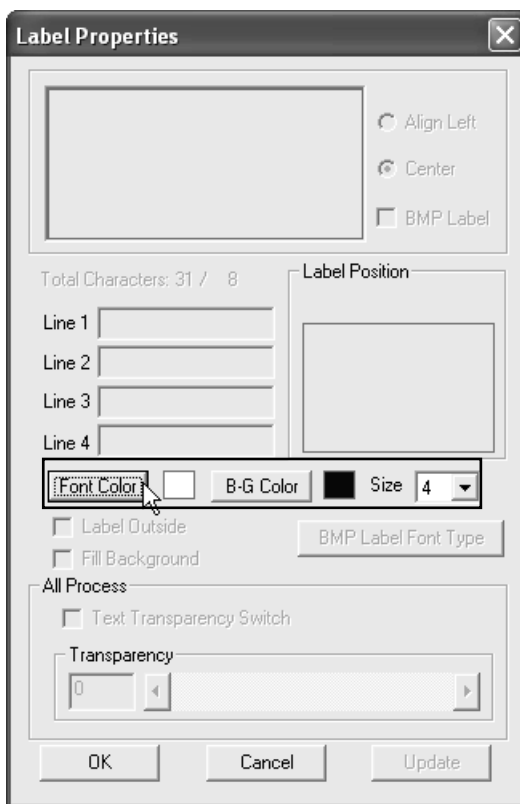 Label Properties
Align Left
Center
BMP Label
Total Characters: 31 / 8
Label Position
Line 1
Line 2
Line 3
Line 4
Font Color B-G Color Size 4
Label Outside
BMP Label Font Type
Fill Background
All Process
Text Transparency Switch
Transparency
0
OK Cancel Update